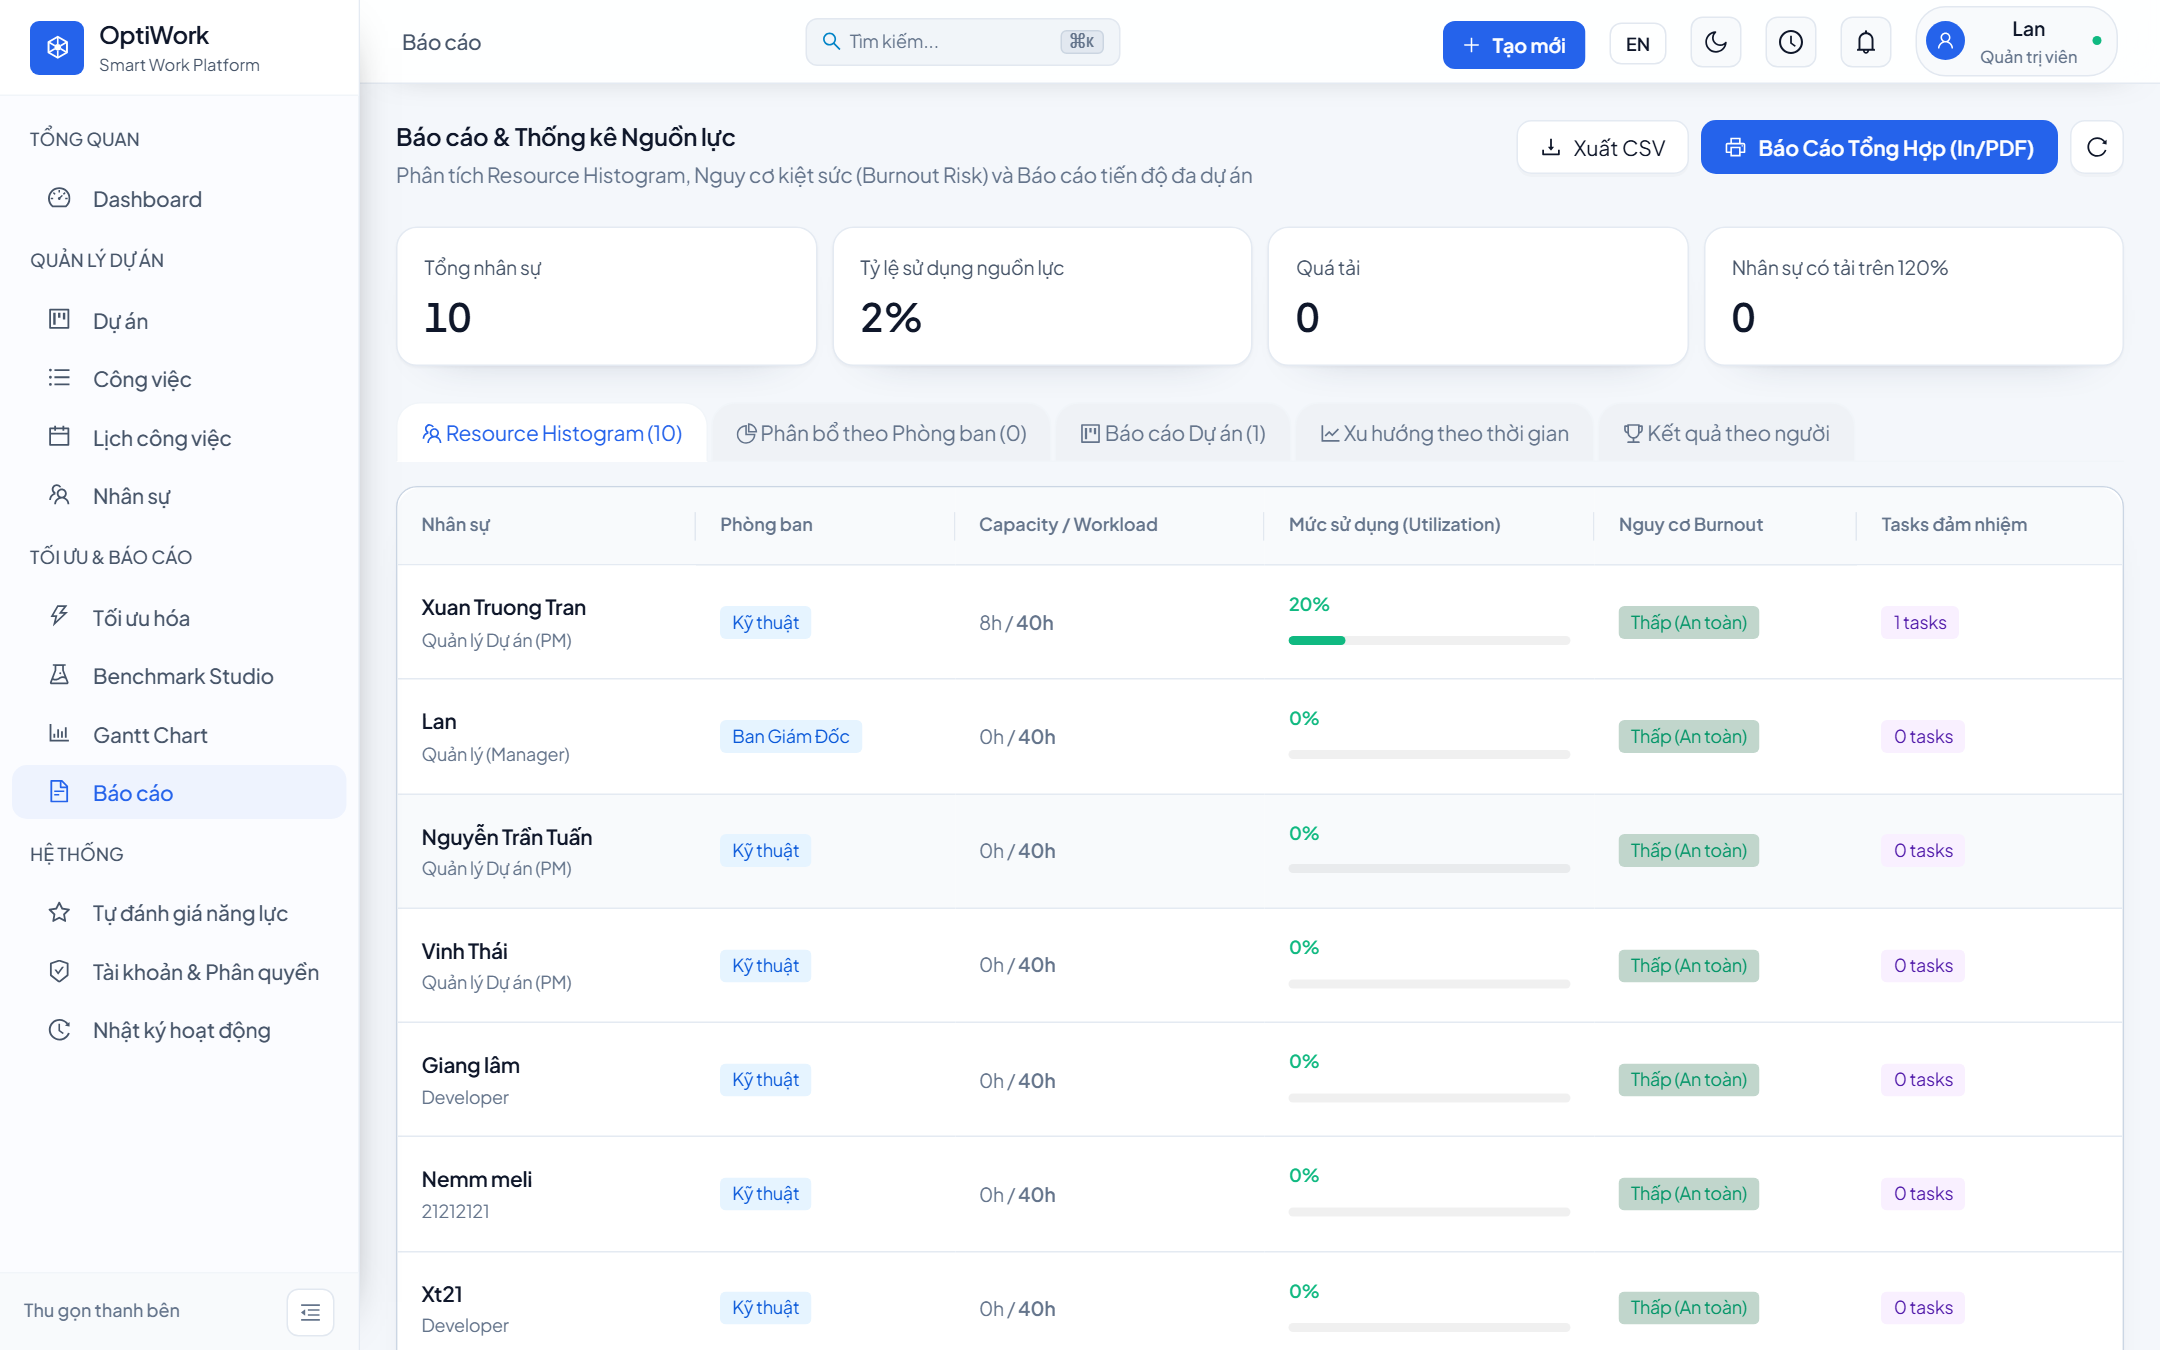 OptiWork
Smart Work Platform
Báo cáo
Tìm kiếm...
⌘K
Tạo mới
EN
Lan
Quản trị viên
TỔNG QUAN
Dashboard
QUẢN LÝ DỰ ÁN
Dự án
Công việc
Lịch công việc
Nhân sự
TỐI ƯU & BÁO CÁO
Tối ưu hóa
Benchmark Studio
Gantt Chart
Báo cáo
HỆ THỐNG
Tự đánh giá năng lực
Tài khoản & Phân quyền
Nhật ký hoạt động
Thu gọn thanh bên
Báo cáo & Thống kê Nguồn lực
Phân tích Resource Histogram, Nguy cơ kiệt sức (Burnout Risk) và Báo cáo tiến độ đa dự án
Xuất CSV
Báo Cáo Tổng Hợp (In/PDF)
Tổng nhân sự
10
Tỷ lệ sử dụng nguồn lực
2%
Quá tải
0
Nhân sự có tải trên 120%
0
Resource Histogram (10)
Phân bổ theo Phòng ban (0)
Báo cáo Dự án (1)
Xu hướng theo thời gian
Kết quả theo người
Nhân sự Phòng ban Capacity / Workload Mức sử dụng (Utilization) Nguy cơ Burnout Tasks đảm nhiệm
Xuan Truong Tran
Quản lý Dự án (PM)
Kỹ thuật
8h / 40h
20%
Thấp (An toàn)
1 tasks
Lan
Quản lý (Manager)
Ban Giám Đốc
0h / 40h
0%
Thấp (An toàn)
0 tasks
Nguyễn Trần Tuấn
Quản lý Dự án (PM)
Kỹ thuật
0h / 40h
0%
Thấp (An toàn)
0 tasks
Vinh Thái
Quản lý Dự án (PM)
Kỹ thuật
0h / 40h
0%
Thấp (An toàn)
0 tasks
Giang lâm
Developer
Kỹ thuật
0h / 40h
0%
Thấp (An toàn)
0 tasks
Nemm meli
21212121
Kỹ thuật
0h / 40h
0%
Thấp (An toàn)
0 tasks
Xt21
Developer
Kỹ thuật
0h / 40h
0%
Thấp (An toàn)
0 tasks